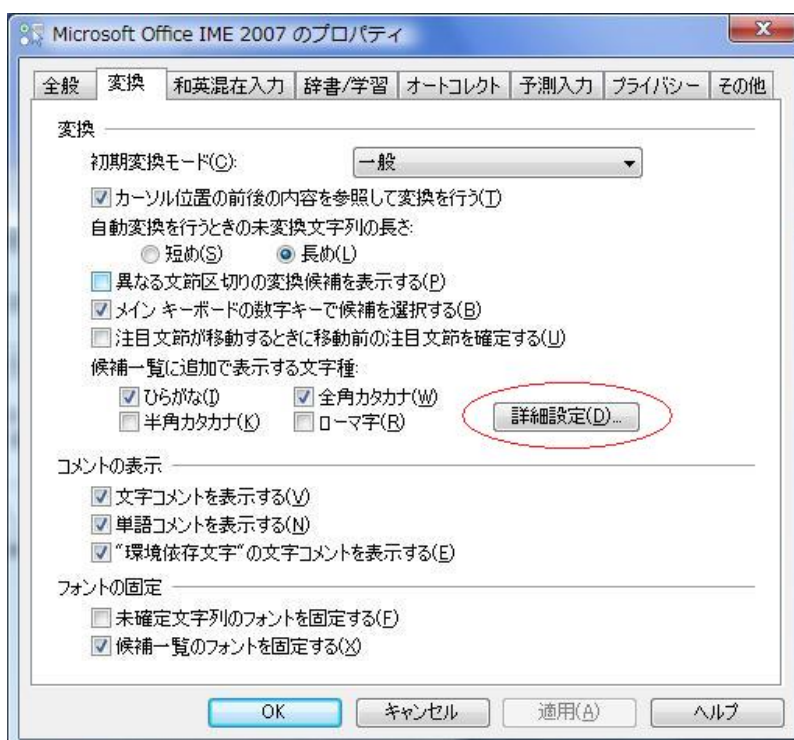 Microsoft Office IME 2007 のプロパティ
全般 変換 和英混在入力 辞書/学習 オートコレクト 予測入力 プライバシー その他
変換
初期変換モード(C): 一般
カーソル位置の前後の内容を参照して変換を行う(T)
自動変換を行うときの未変換文字列の長さ:
短め(S) 長め(L)
異なる文節区切りの変換候補を表示する(P)
メイン キーボードの数字キーで候補を選択する(B)
注目文節が移動するときに移動前の注目文節を確定する(U)
候補一覧に追加で表示する文字種:
ひらがな(I) 全角カタカナ(W)
半角カタカナ(K) ローマ字(R) 詳細設定(D)...
コメントの表示
文字コメントを表示する(V)
単語コメントを表示する(N)
"環境依存文字"の文字コメントを表示する(E)
フォントの固定
未確定文字列のフォントを固定する(F)
候補一覧のフォントを固定する(X)
OK キャンセル 適用(A) ヘルプ